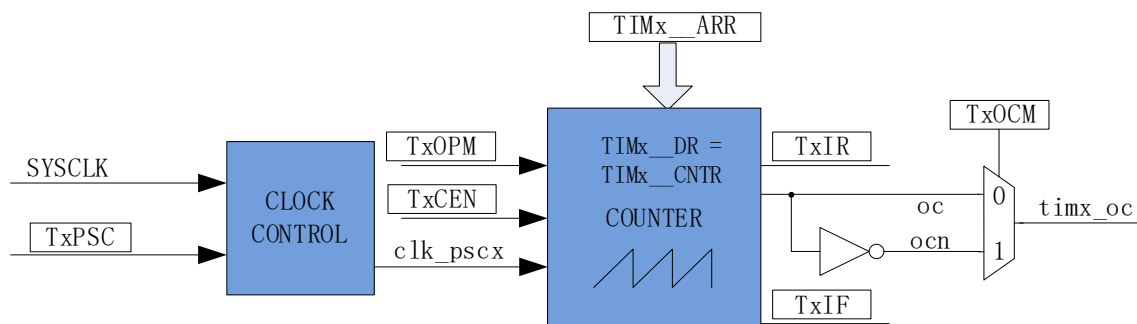 TIMx__ARR
TxOCM
TxOPM
TIMx__DR =
TIMx__CNTR
TxIR
SYSCLK
CLOCK
CONTROL
TxCEN
COUNTER
0
oc
timx_oc
TxPSC
clk_pscx
ocn
1
TxIF